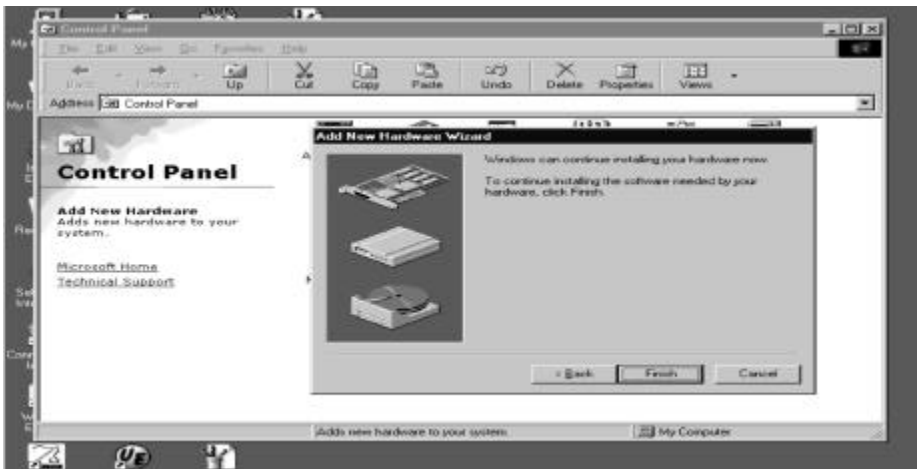 Control Panel
File Edit View Go Favorites Help
Back Forward Up Cut Copy Paste Undo Delete Properties Views
Address Control Panel
Add New Hardware Wizard
Windows can continue installing your hardware now.
To continue installing the software needed by your
hardware, click Finish.
Control Panel
Add New Hardware
Adds new hardware to your
system.
Microsoft Home
Technical Support
< Back Finish Cancel
Adds new hardware to your system. My Computer